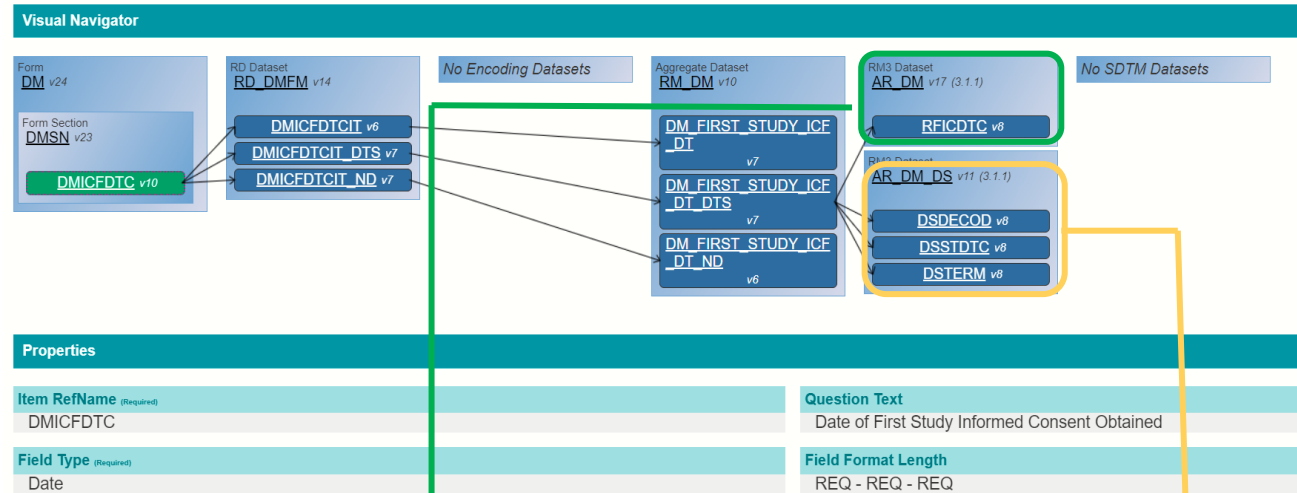 Visual Navigator
Form
DM v24
Form Section
DMSN v23
DMICFDTC v10
RD Dataset
RD_DMFM v14
DMICFDTCIT v6
DMICFDTCIT_DTS v7
DMICFDTCIT_ND v7
No Encoding Datasets
Aggregate Dataset
RM_DM v10
DM_FIRST_STUDY_ICF
_DT
v7
DM_FIRST_STUDY_ICF
_DT_DTS
v7
DM_FIRST_STUDY_ICF
_DT_ND
v6
RM3 Dataset
AR_DM v17 (3.1.1)
RFICDTC v8
RM3 Dataset
AR_DM_DS v11 (3.1.1)
DSDECOD v8
DSSTDTC v8
DSTERM v8
No SDTM Datasets
Properties
Item RefName (Required)
DMICFDTC
Question Text
Date of First Study Informed Consent Obtained
Field Type (Required)
Date
Field Format Length
REQ - REQ - REQ